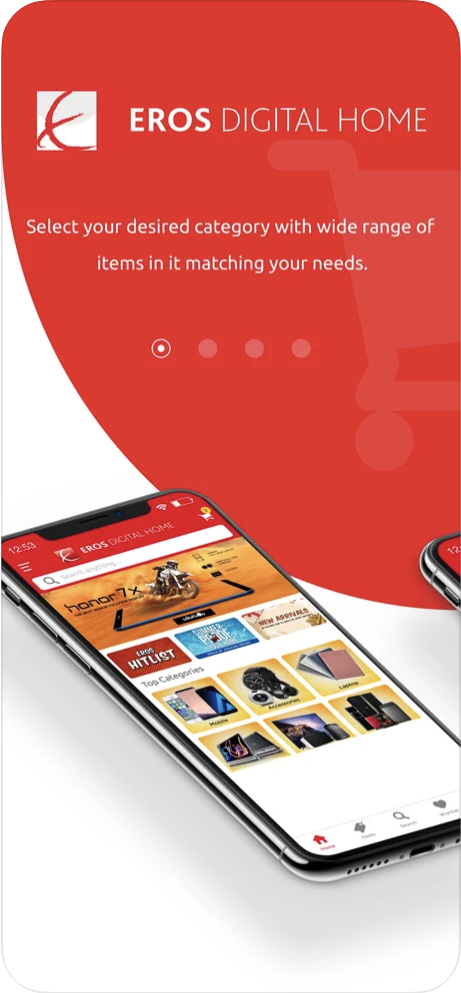 EROS DIGITAL HOME
Select your desired category with wide range of
items in it matching your needs.
12:53
EROS DIGITAL HOME
Search anything...
honor 7x
EROS
HITLIST
SUMMER
NEW ARRIVALS
Top Categories
Mobile
Accessories
Laptop
Home
Deals
Search
Wishlist
12